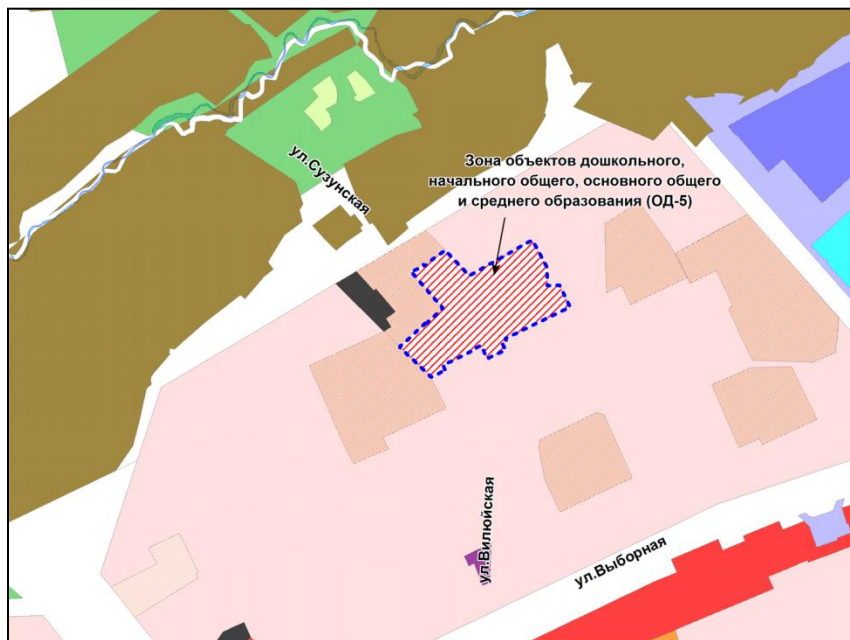 ул.Сузунская
Зона объектов дошкольного,
начального общего, основного общего
и среднего образования (ОД-5)
ул.Вилюйская
ул.Выборная